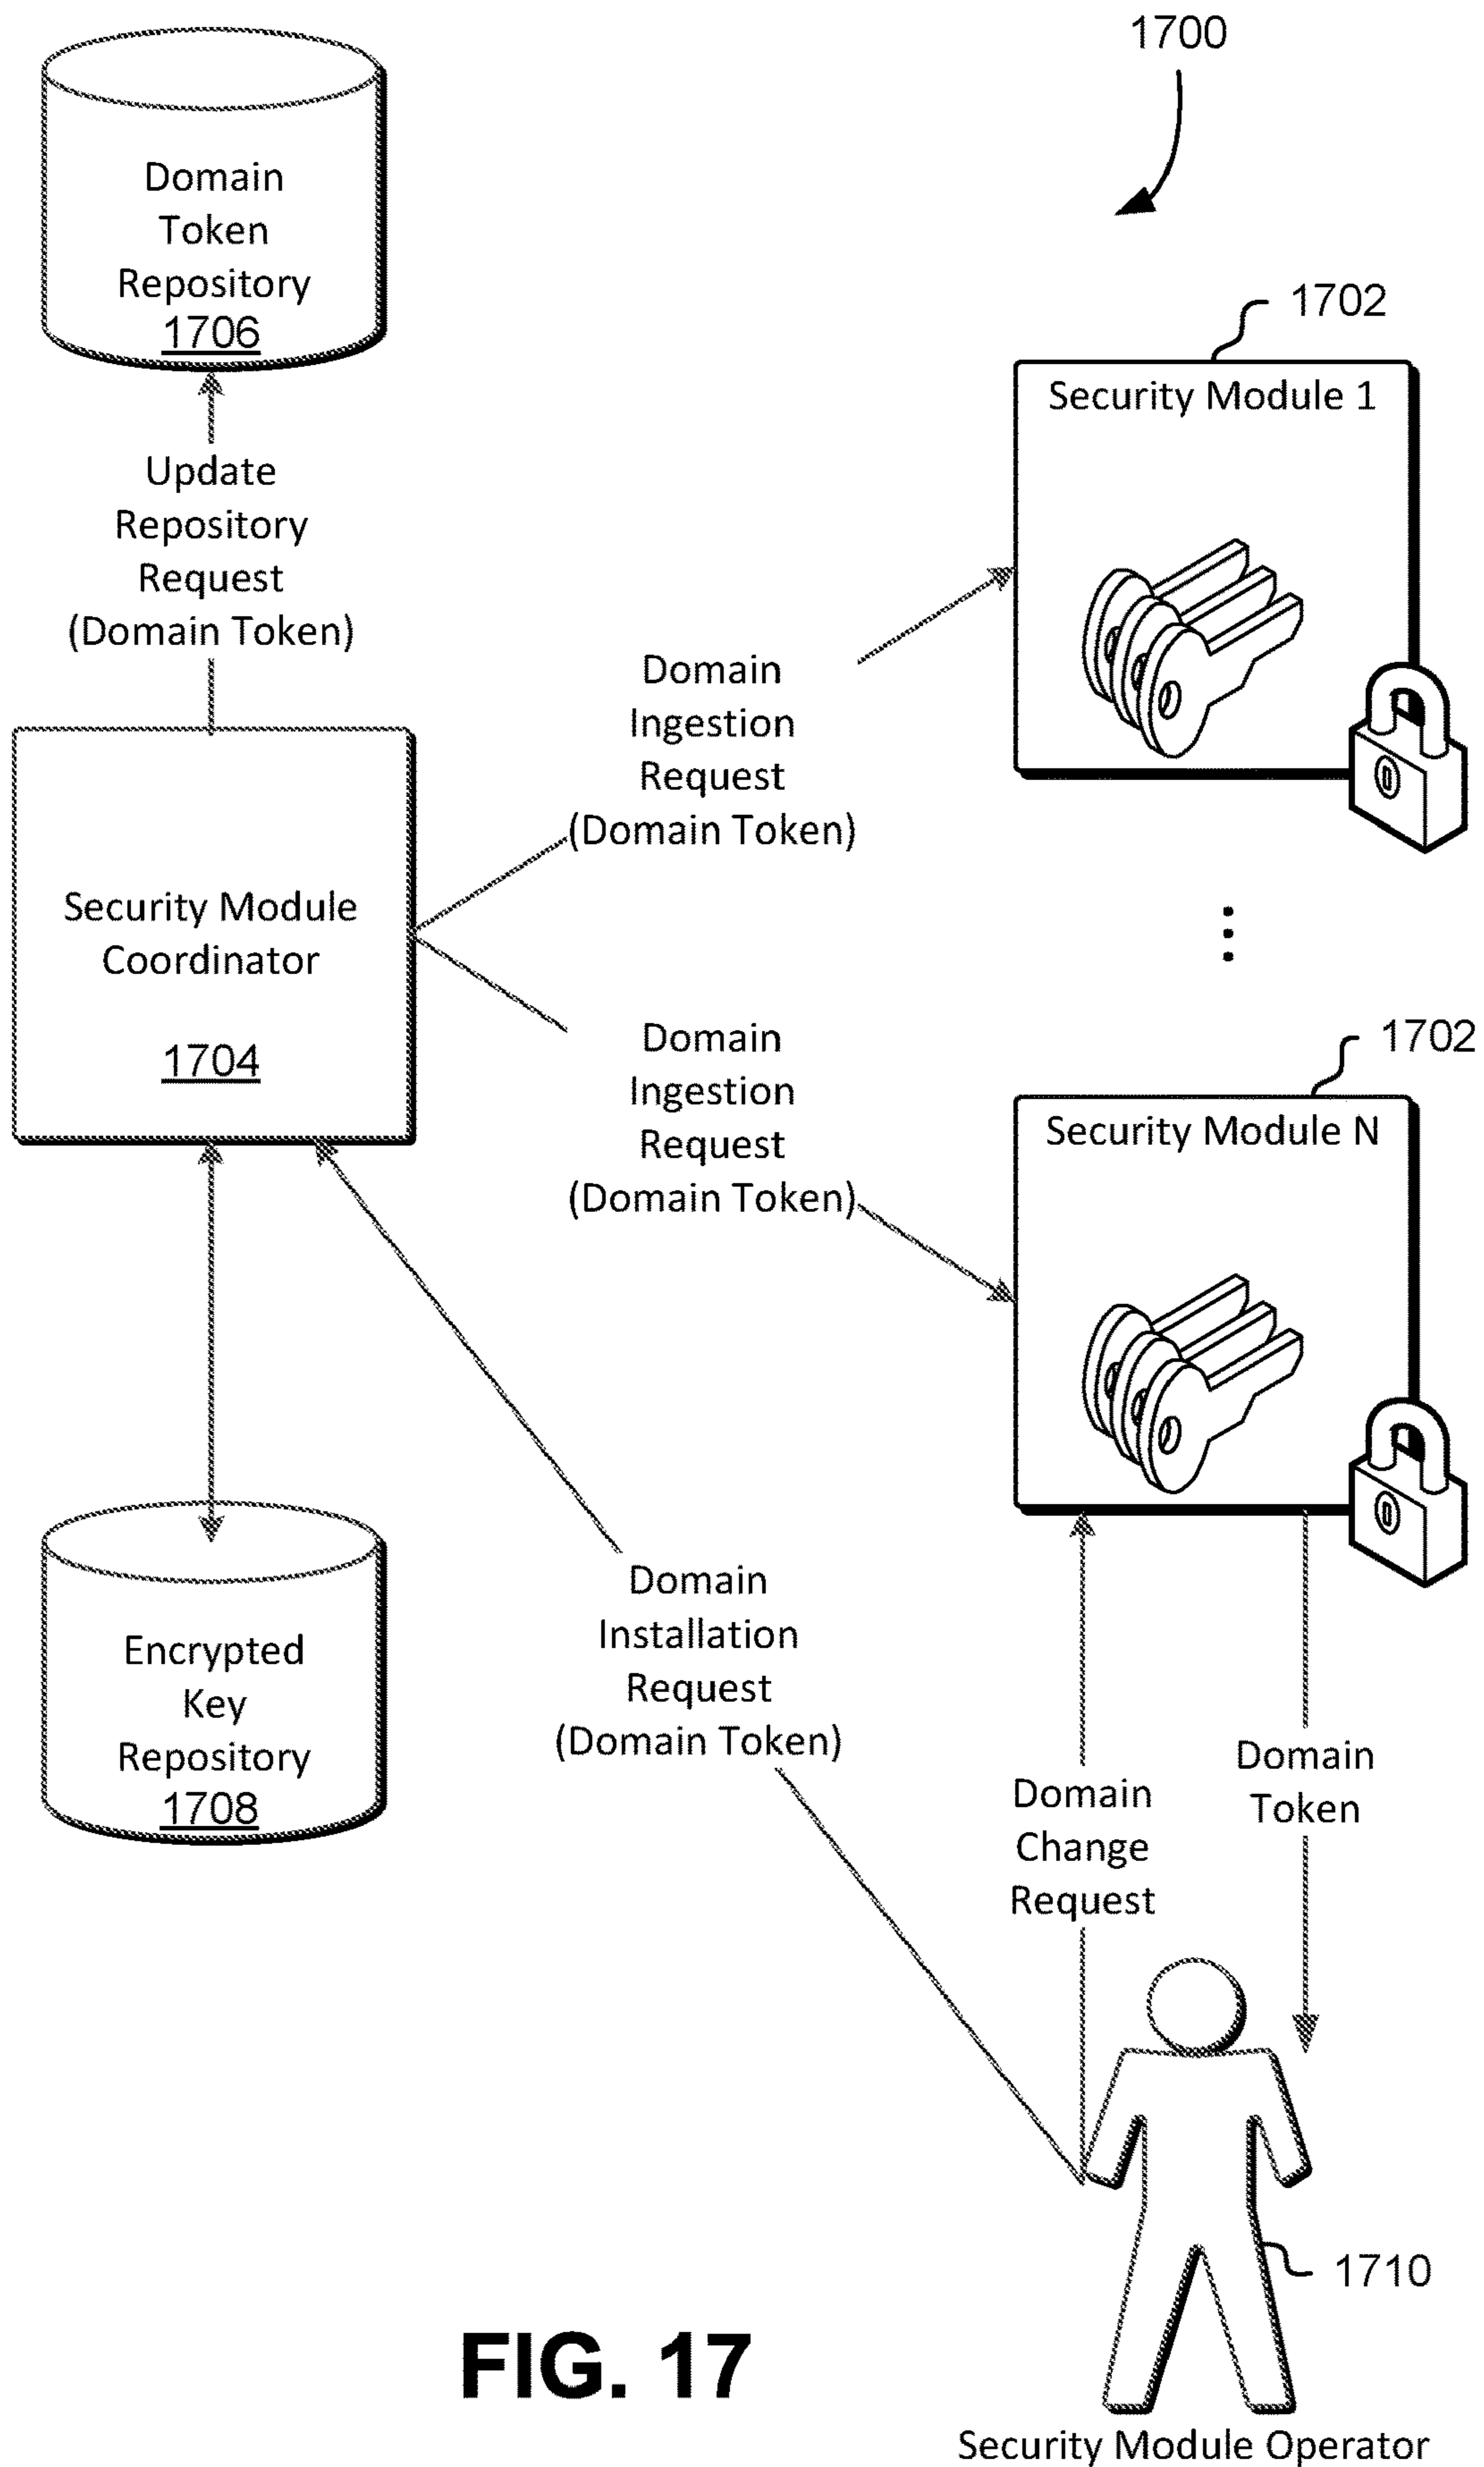 1700
Domain
Token
Repository
1706
1702
Security Module 1
Update
Repository
Request
(Domain Token)
Domain
Ingestion
Request
(Domain Token)
Security Module
Coordinator
1704
Domain
Ingestion
Request
(Domain Token)
1702
Security Module N
Domain
Installation
Request
(Domain Token)
Encrypted
Key
Repository
1708
Domain
Change
Request
Domain
Token
1710
FIG. 17
Security Module Operator